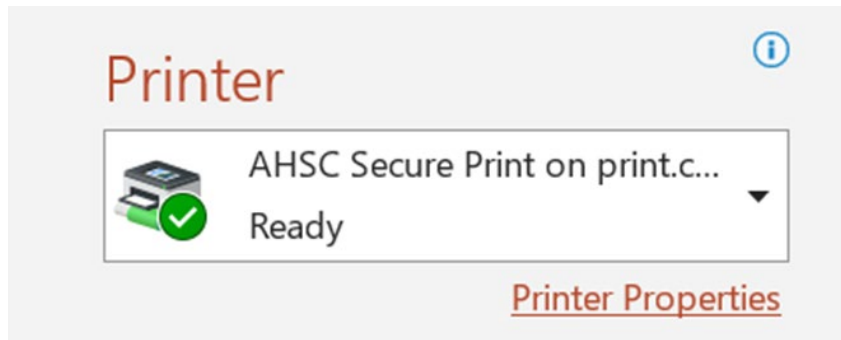 Printer
AHSC Secure Print on print.c...
Ready
Printer Properties